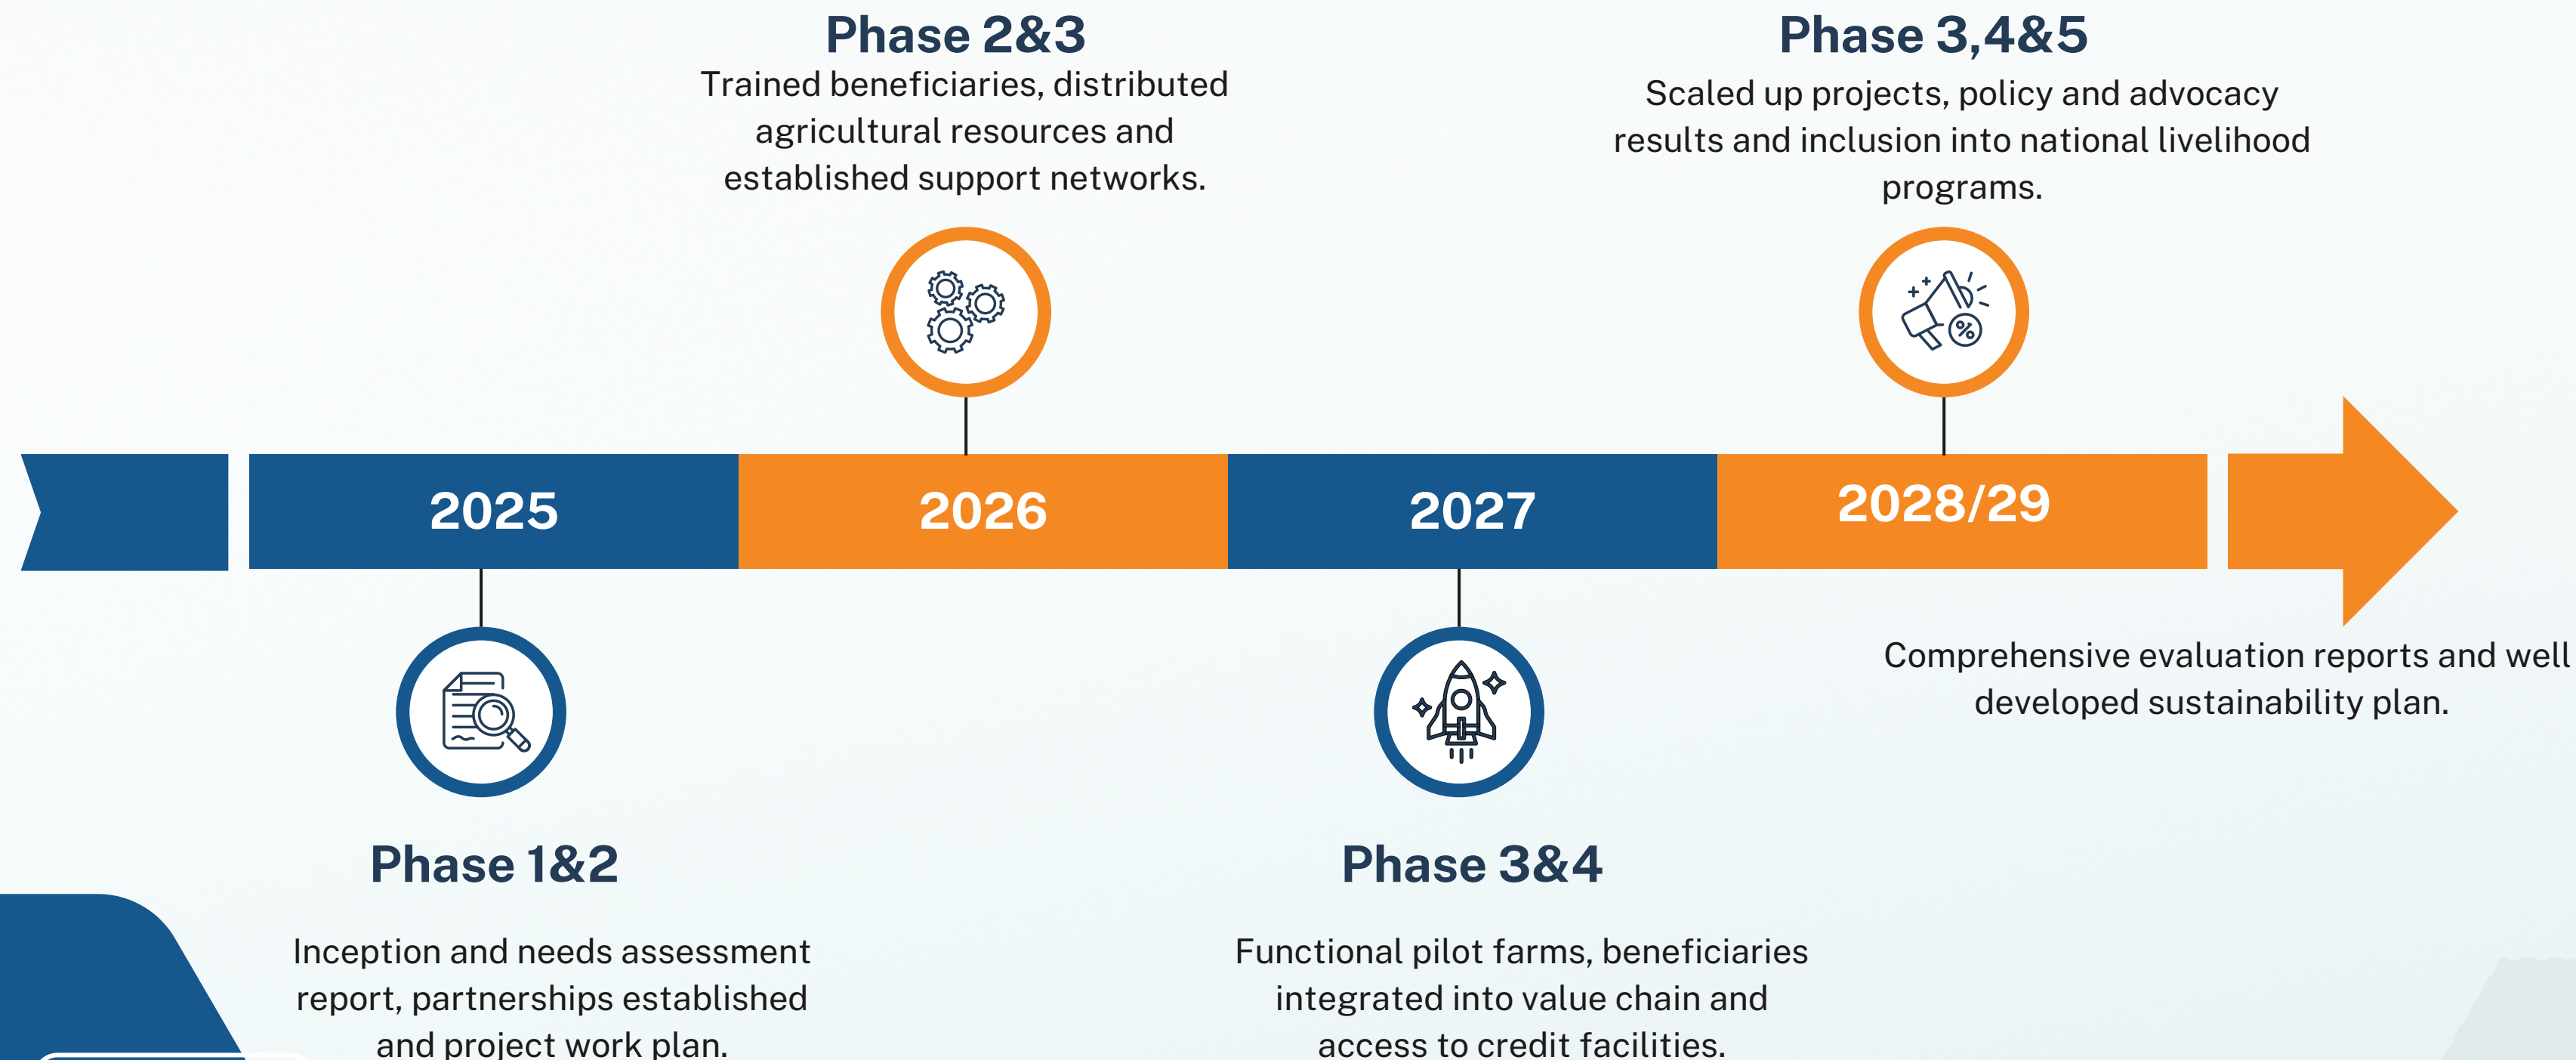 Phase 2&3
Trained beneficiaries, distributed
agricultural resources and
established support networks.
Phase 3,4&5
Scaled up projects, policy and advocacy
results and inclusion into national livelihood
programs.
%
2025
2026
2027
2028/29
Comprehensive evaluation reports and well
developed sustainability plan.
Phase 1&2
Inception and needs assessment
report, partnerships established
and project work plan.
Phase 3&4
Functional pilot farms, beneficiaries
integrated into value chain and
access to credit facilities.